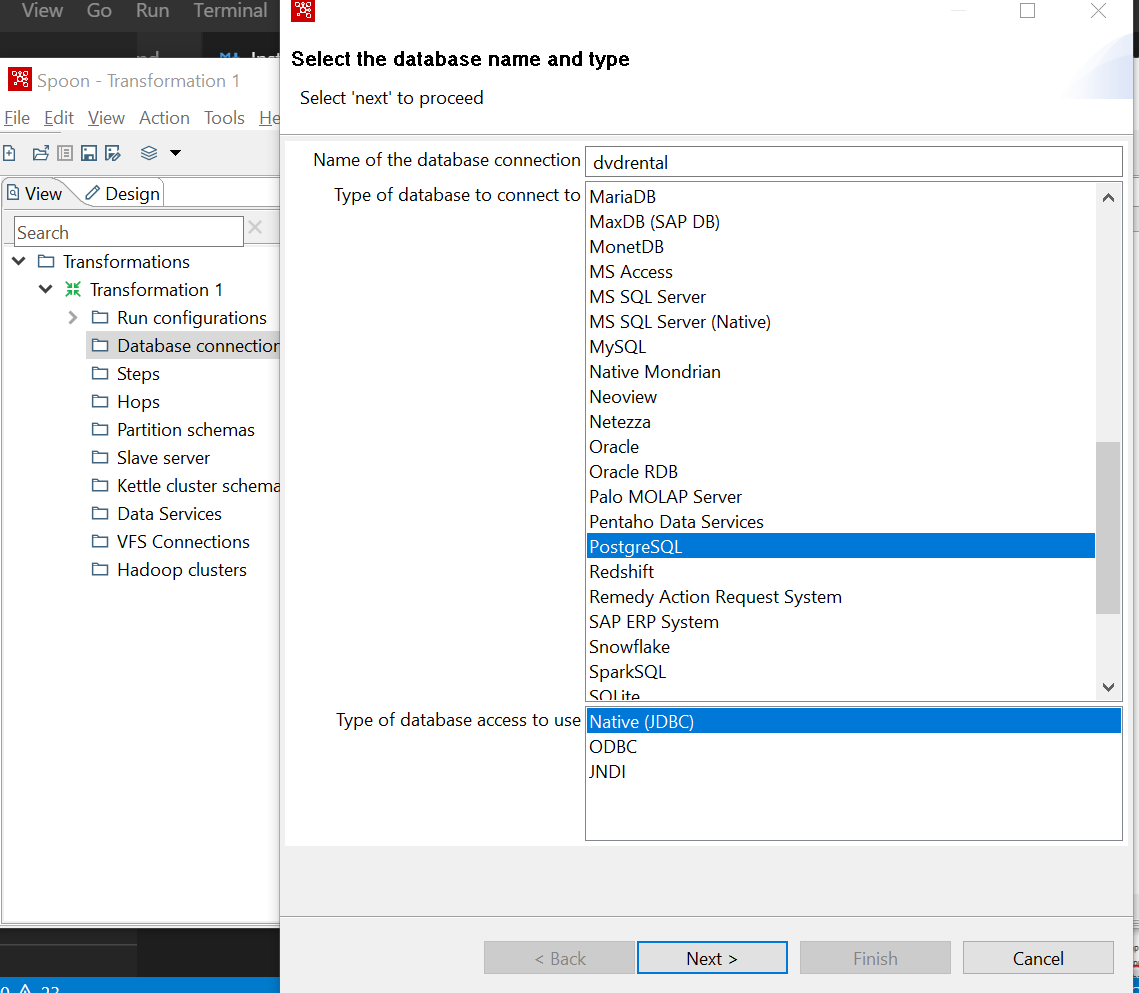 View Go Run Terminal
Spoon - Transformation 1
File Edit View Action Tools He
View Design
Search
Transformations
Transformation 1
Run configurations
Database connection
Steps
Hops
Partition schemas
Slave server
Kettle cluster schema
Data Services
VFS Connections
Hadoop clusters
Select the database name and type
Select 'next' to proceed
Name of the database connection dvdrental
Type of database to connect to
MariaDB
MaxDB (SAP DB)
MonetDB
MS Access
MS SQL Server
MS SQL Server (Native)
MySQL
Native Mondrian
Neoview
Netezza
Oracle
Oracle RDB
Palo MOLAP Server
Pentaho Data Services
PostgreSQL
Redshift
Remedy Action Request System
SAP ERP System
Snowflake
SparkSQL
SQLite
Type of database access to use
Native (JDBC)
ODBC
JNDI
< Back Next > Finish Cancel